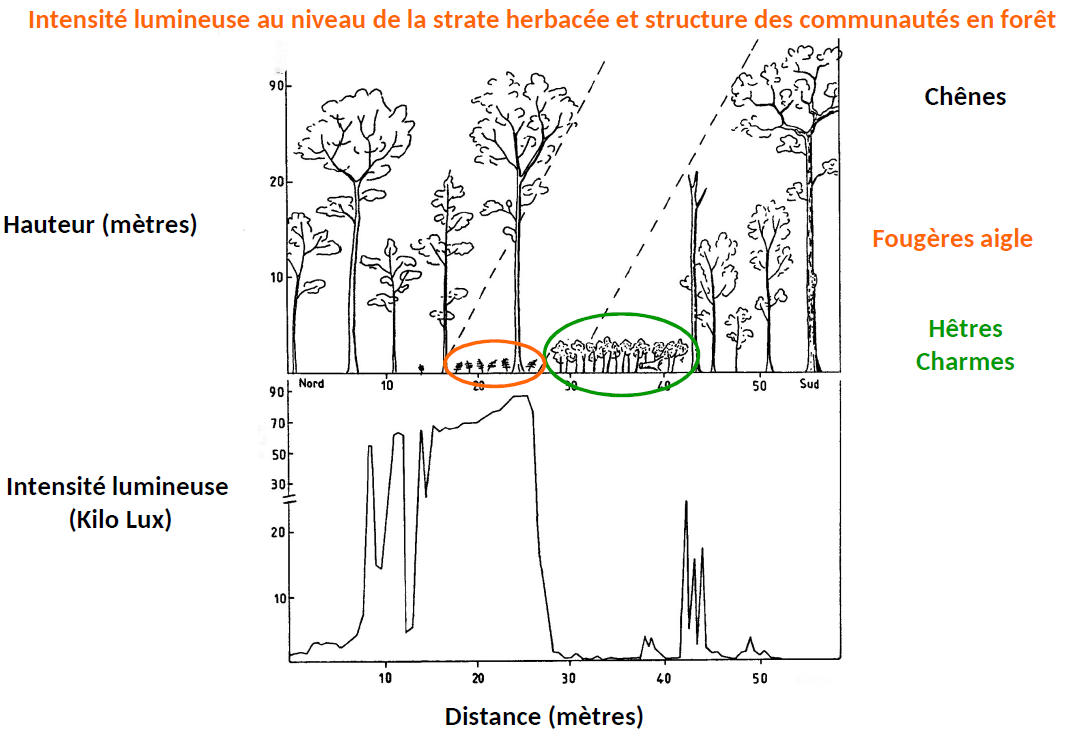 Intensité lumineuse au niveau de la strate herbacée et structure des communautés en forêt
90
20
10
Hauteur (mètres)
Chênes
Fougères aigle
Hêtres
Charmes
Nord
10
20
30
40
50
Sud
90
70
50
30
20
10
Intensité lumineuse
(Kilo Lux)
10
20
30
40
50
Distance (mètres)